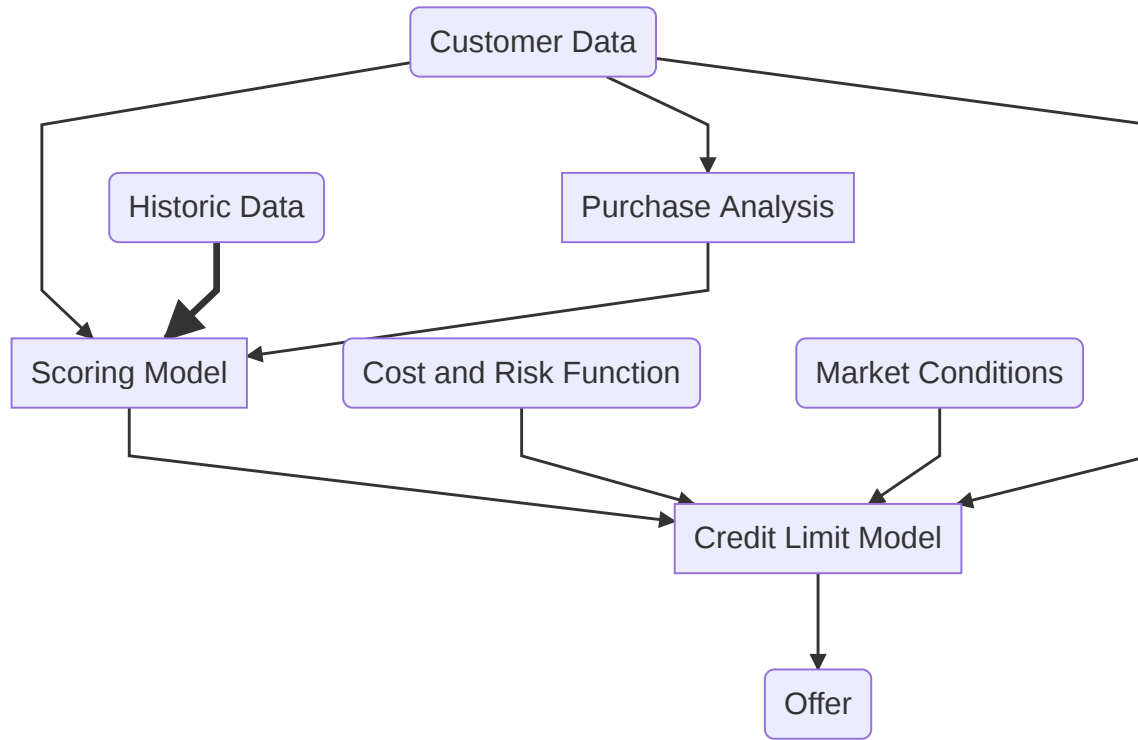 Customer Data
Historic Data
Purchase Analysis
Scoring Model
Cost and Risk Function
Market Conditions
Credit Limit Model
Offer